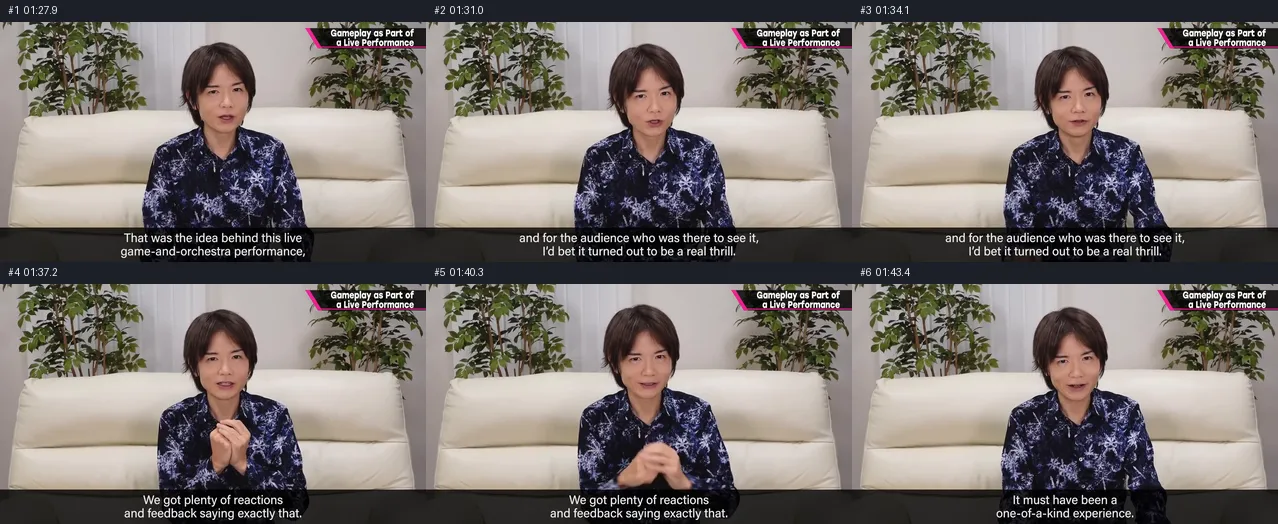 #1 01:27.9
Gameplay as Part of
a Live Performance
That was the idea behind this live
game-and-orchestra performance,
#2 01:31.0
Gameplay as Part of
a Live Performance
and for the audience who was there to see it,
I'd bet it turned out to be a real thrill.
#3 01:34.1
Gameplay as Part of
a Live Performance
and for the audience who was there to see it,
I'd bet it turned out to be a real thrill.
#4 01:37.2
Gameplay as Part of
a Live Performance
We got plenty of reactions
and feedback saying exactly that.
#5 01:40.3
Gameplay as Part of
a Live Performance
We got plenty of reactions
and feedback saying exactly that.
#6 01:43.4
Gameplay as Part of
a Live Performance
It must have been a
one-of-a-kind experience.